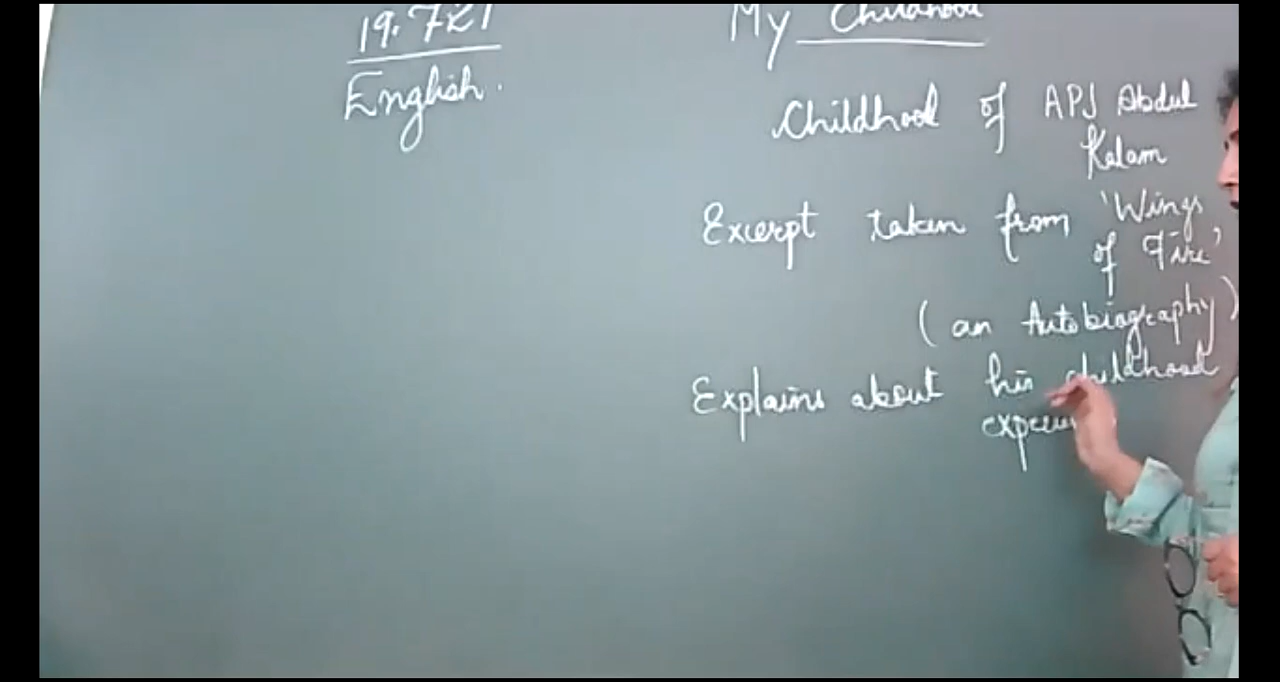 19.7.21
English.
My Childhood
Childhood of APJ Abdul
Kalam
Excerpt taken from 'Wings
of Fire'
(an Autobiography)
Explains about his childhood